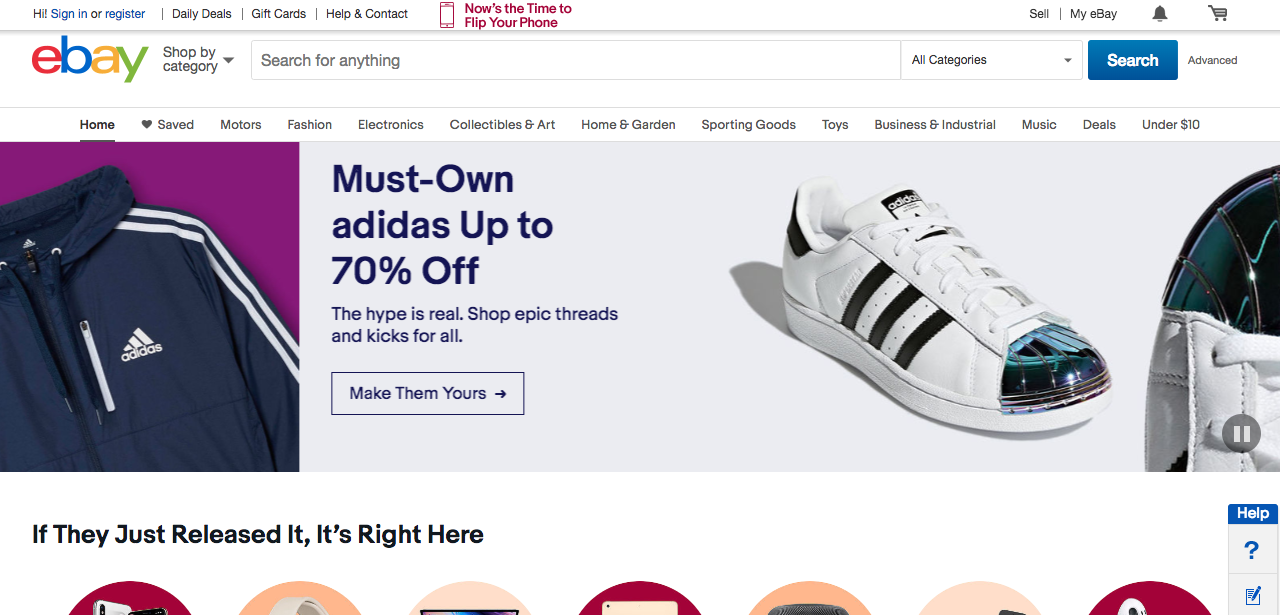 Hi! Sign in or register | Daily Deals | Gift Cards | Help & Contact
Now's the Time to
Flip Your Phone
Sell | My eBay
ebay
Shop by
category
Search for anything
All Categories
Search
Advanced
Home
Saved
Motors
Fashion
Electronics
Collectibles & Art
Home & Garden
Sporting Goods
Toys
Business & Industrial
Music
Deals
Under $10
adidas
Must-Own
adidas Up to
70% Off
The hype is real. Shop epic threads
and kicks for all.
Make Them Yours →
adidas
If They Just Released It, It's Right Here
Help
?